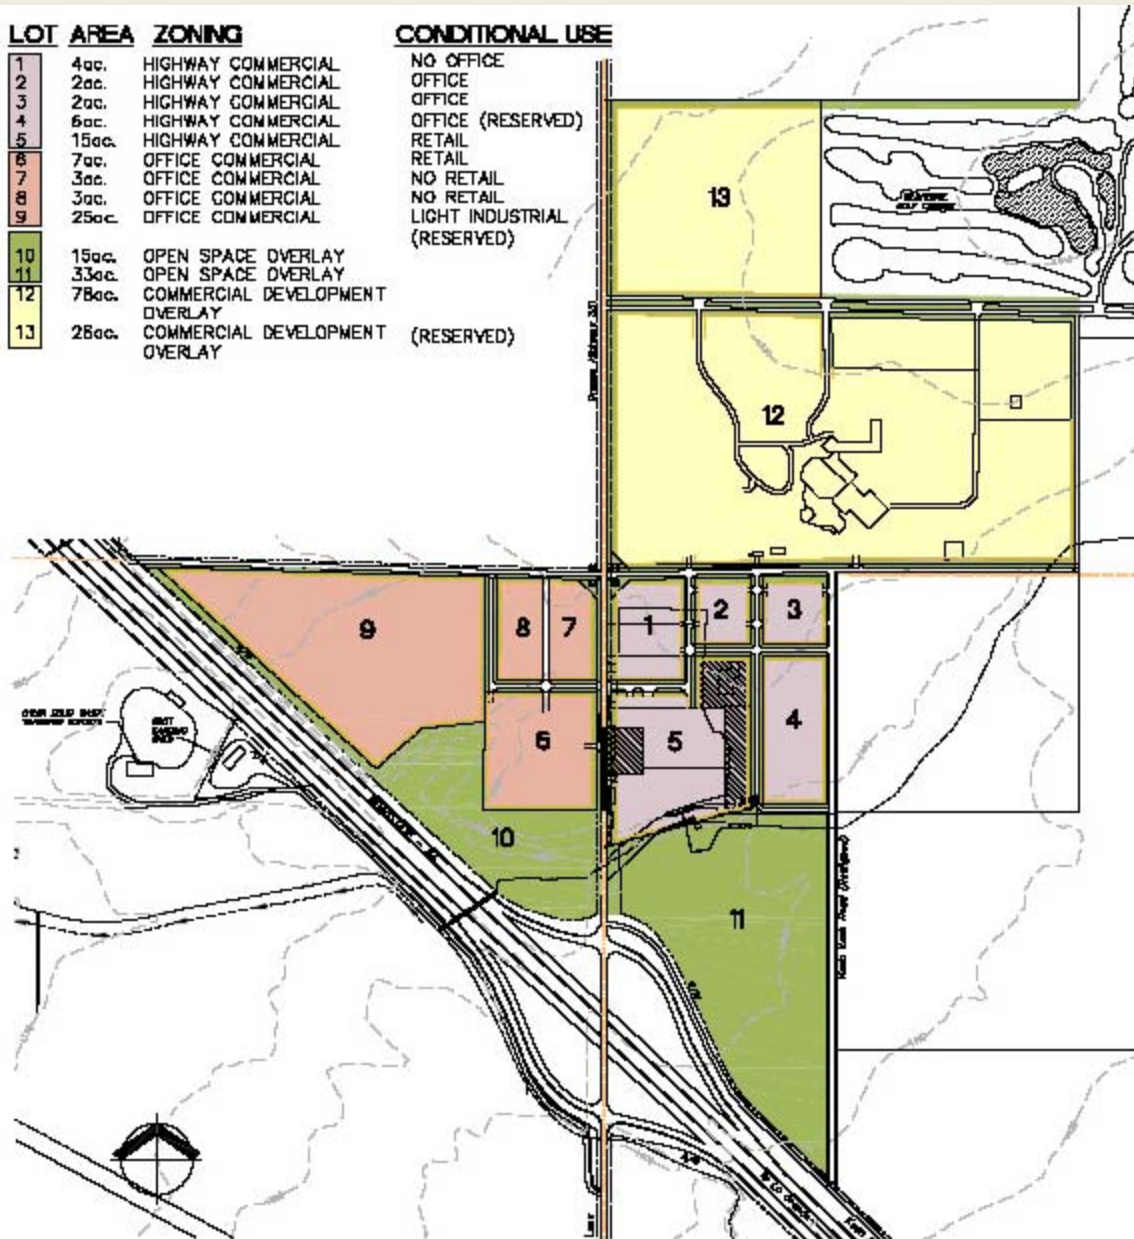 LOT AREA ZONING CONDITIONAL USE
1 4ac. HIGHWAY COMMERCIAL NO OFFICE
2 2ac. HIGHWAY COMMERCIAL OFFICE
3 2ac. HIGHWAY COMMERCIAL OFFICE
4 6ac. HIGHWAY COMMERCIAL OFFICE (RESERVED)
5 15ac. HIGHWAY COMMERCIAL RETAIL
6 7ac. OFFICE COMMERCIAL RETAIL
7 3ac. OFFICE COMMERCIAL NO RETAIL
8 3ac. OFFICE COMMERCIAL NO RETAIL
9 25ac. OFFICE COMMERCIAL LIGHT INDUSTRIAL
(RESERVED)
10 15ac. OPEN SPACE OVERLAY
11 33ac. OPEN SPACE OVERLAY
12 78ac. COMMERCIAL DEVELOPMENT
OVERLAY
13 26ac. COMMERCIAL DEVELOPMENT (RESERVED)
OVERLAY
13
12
9
8
7
1
2
3
6
5
4
10
11